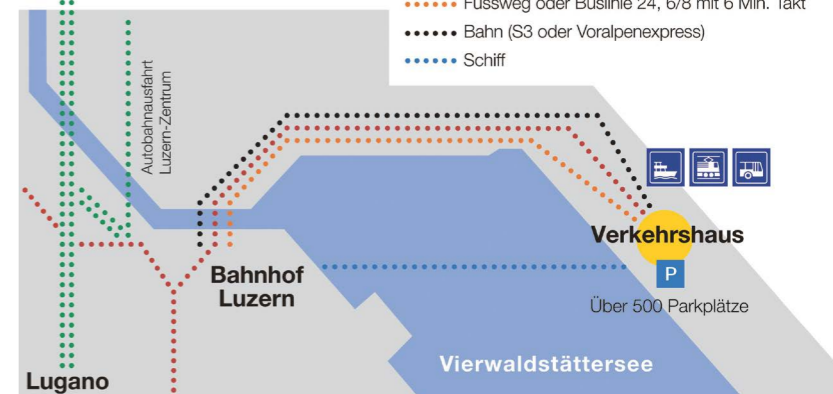 Fussweg oder Buslinie 24, 6/8 mit 6 Min. Takt
Bahn (S3 oder Voralpenexpress)
Schiff
Autobahnausfahrt
Luzern-Zentrum
Verkehrshaus
P
Über 500 Parkplätze
Bahnhof
Luzern
Vierwaldstättersee
Lugano